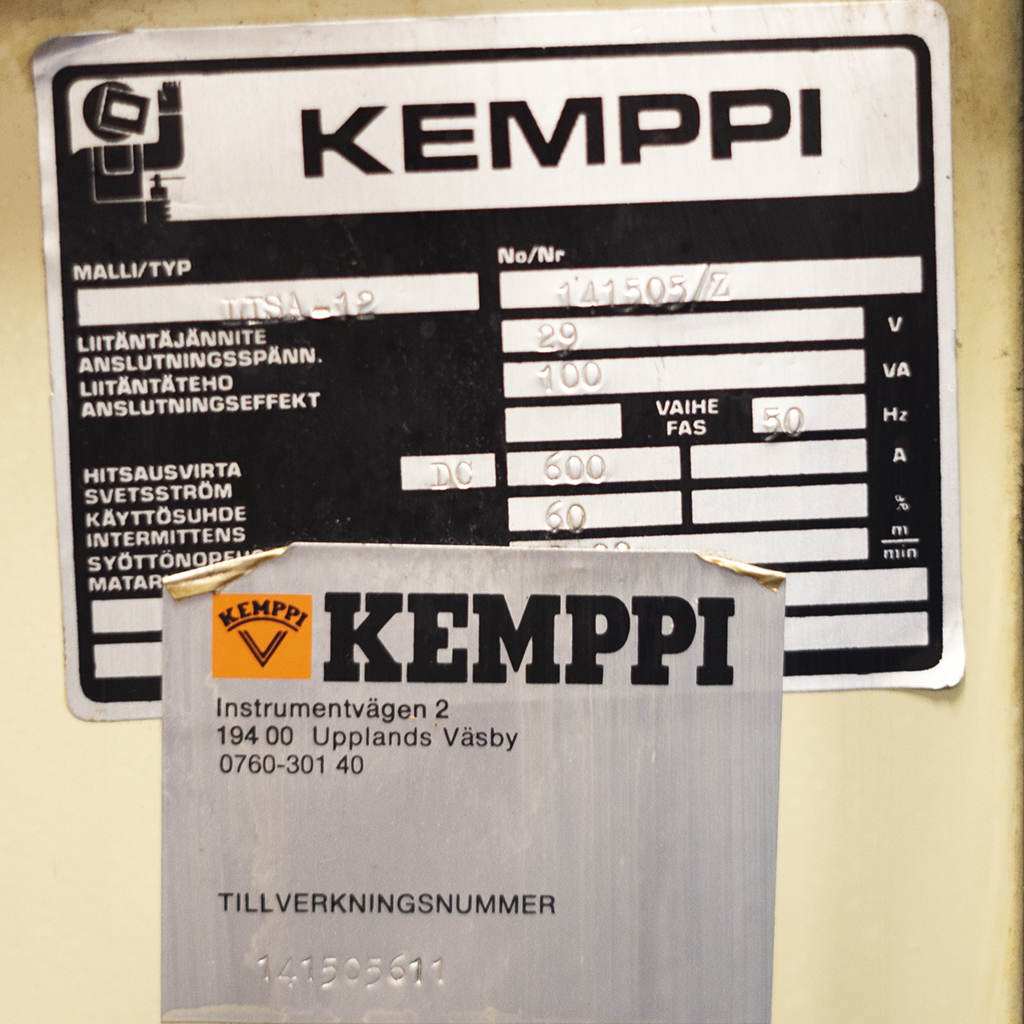 KEMPPI
MALLI/TYP
No/Nr
LISA-12
141505/Z
LIITÄNTÄJÄNNITE
ANSLUTNINGSSPÄNN.
29 V
LIITÄNTÄTEHO
ANSLUTNINGSEFFEKT
100 VA
VAIHE
FAS
50 Hz
HITSAUSVIRTA
SVETSSTRÖM
DC 600 A
KÄYTTÖSUHDE
INTERMITTENS
60 %
m
min
KEMPPI
KEMPPI
Instrumentvägen 2
194 00 Upplands Väsby
0760-301 40
TILLVERKNINGSNUMMER
141505611